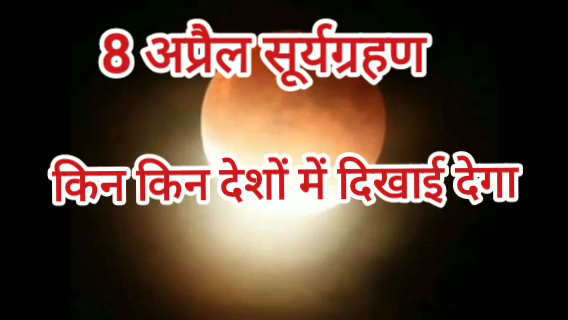 8 अप्रैल सूर्यग्रहण
किन किन देशों में दिखाई देगा